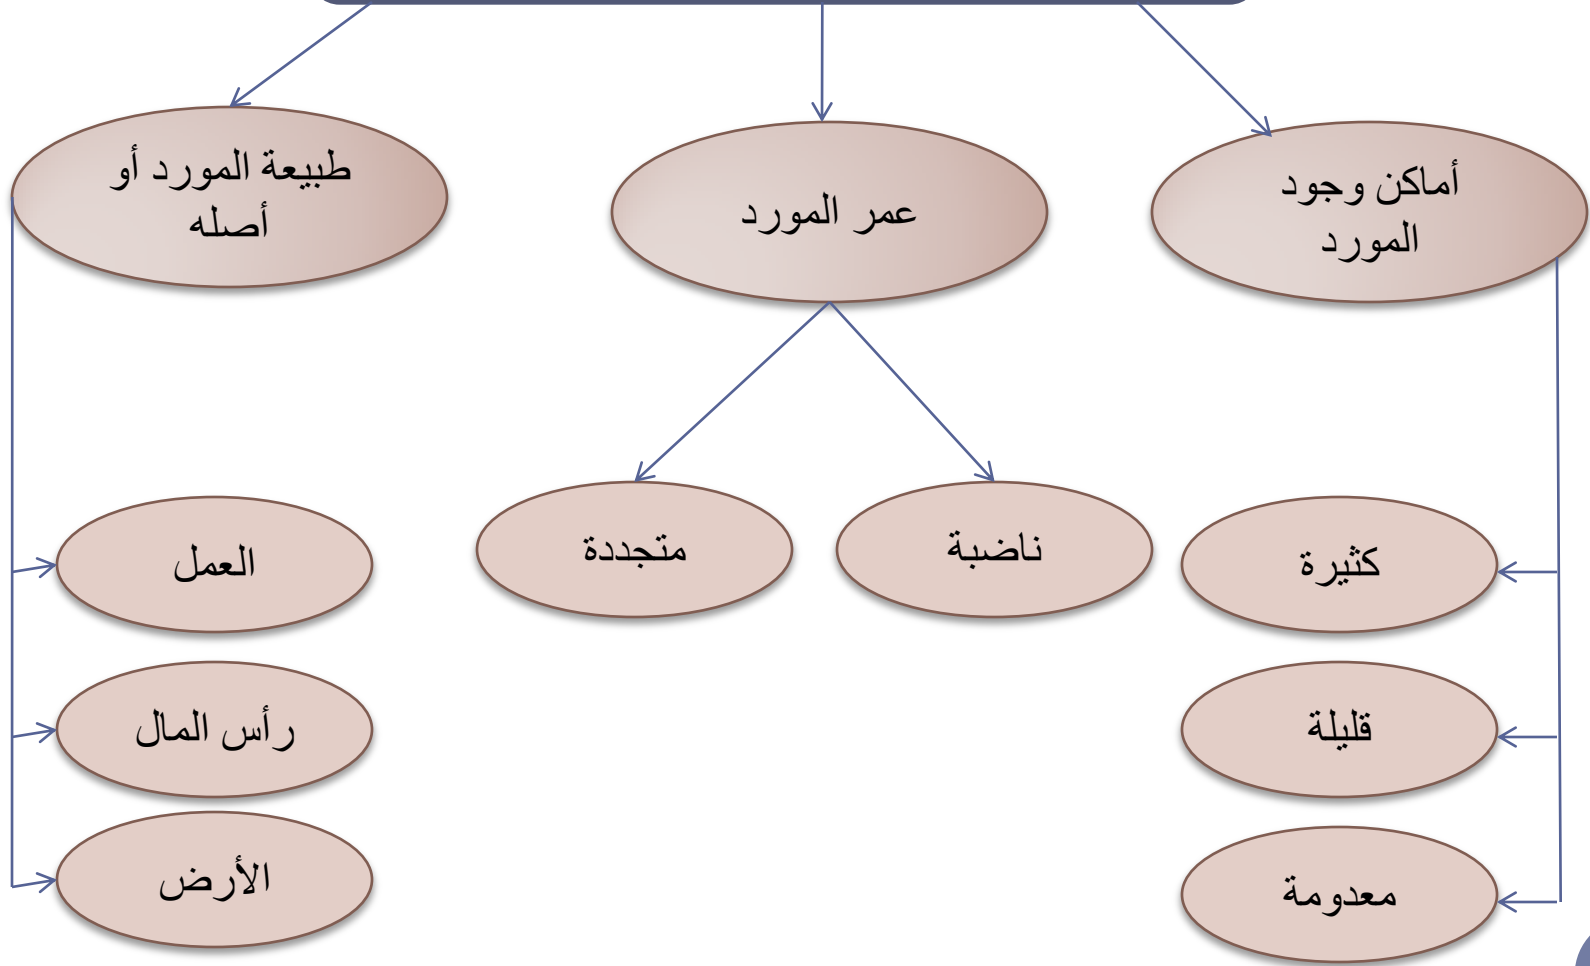 أماكن وجود
المورد
عمر المورد
طبيعة المورد أو
أصله
كثيرة
قليلة
معدومة
ناضبة
متجددة
العمل
رأس المال
الأرض